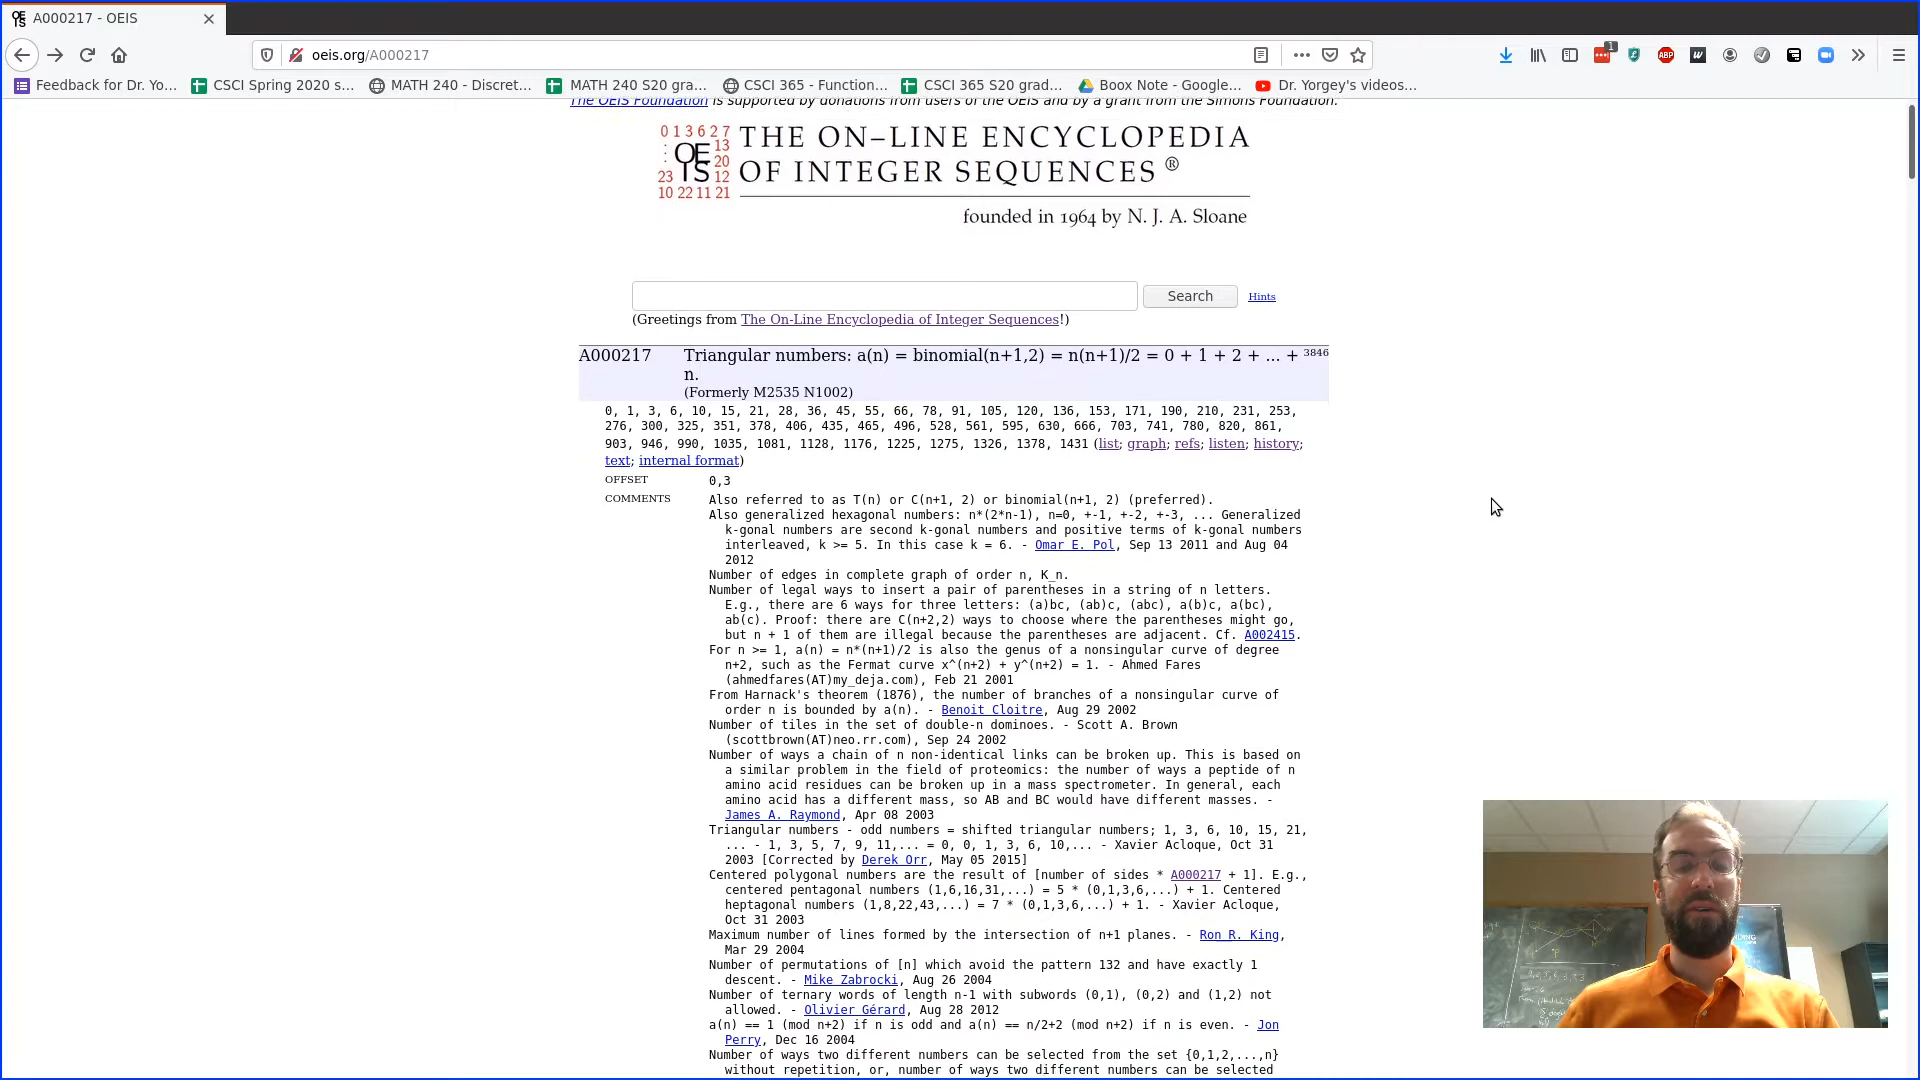 A000217 - OEIS
oeis.org/A000217
1
ABP
Feedback for Dr. Yo…
CSCI Spring 2020 s…
MATH 240 - Discret…
MATH 240 S20 gra…
CSCI 365 - Function…
CSCI 365 S20 grad…
Boox Note - Google…
Dr. Yorgey's videos…
The OEIS Foundation is supported by donations from users of the OEIS and by a grant from the Simons Foundation.
0 1 3 6 2 7
: OE 13
: IS 20
23 12
10 22 11 21
THE ON–LINE ENCYCLOPEDIA
OF INTEGER SEQUENCES ®
founded in 1964 by N. J. A. Sloane
Search
Hints
(Greetings from The On-Line Encyclopedia of Integer Sequences!)
A000217 Triangular numbers: a(n) = binomial(n+1,2) = n(n+1)/2 = 0 + 1 + 2 + ... + 3846
n.
(Formerly M2535 N1002)
0, 1, 3, 6, 10, 15, 21, 28, 36, 45, 55, 66, 78, 91, 105, 120, 136, 153, 171, 190, 210, 231, 253,
276, 300, 325, 351, 378, 406, 435, 465, 496, 528, 561, 595, 630, 666, 703, 741, 780, 820, 861,
903, 946, 990, 1035, 1081, 1128, 1176, 1225, 1275, 1326, 1378, 1431 (list; graph; refs; listen; history;
text; internal format)
OFFSET 0,3
COMMENTS Also referred to as T(n) or C(n+1, 2) or binomial(n+1, 2) (preferred).
Also generalized hexagonal numbers: n*(2*n-1), n=0, +-1, +-2, +-3, ... Generalized
k-gonal numbers are second k-gonal numbers and positive terms of k-gonal numbers
interleaved, k >= 5. In this case k = 6. - Omar E. Pol, Sep 13 2011 and Aug 04
2012
Number of edges in complete graph of order n, K_n.
Number of legal ways to insert a pair of parentheses in a string of n letters.
E.g., there are 6 ways for three letters: (a)bc, (ab)c, (abc), a(b)c, a(bc),
ab(c). Proof: there are C(n+2,2) ways to choose where the parentheses might go,
but n + 1 of them are illegal because the parentheses are adjacent. Cf. A002415.
For n >= 1, a(n) = n*(n+1)/2 is also the genus of a nonsingular curve of degree
n+2, such as the Fermat curve x^(n+2) + y^(n+2) = 1. - Ahmed Fares
(ahmedfares(AT)my_deja.com), Feb 21 2001
From Harnack's theorem (1876), the number of branches of a nonsingular curve of
order n is bounded by a(n). - Benoit Cloitre, Aug 29 2002
Number of tiles in the set of double-n dominoes. - Scott A. Brown
(scottbrown(AT)neo.rr.com), Sep 24 2002
Number of ways a chain of n non-identical links can be broken up. This is based on
a similar problem in the field of proteomics: the number of ways a peptide of n
amino acid residues can be broken up in a mass spectrometer. In general, each
amino acid has a different mass, so AB and BC would have different masses. -
James A. Raymond, Apr 08 2003
Triangular numbers - odd numbers = shifted triangular numbers; 1, 3, 6, 10, 15, 21,
... - 1, 3, 5, 7, 9, 11,... = 0, 0, 1, 3, 6, 10,... - Xavier Acloque, Oct 31
2003 [Corrected by Derek Orr, May 05 2015]
Centered polygonal numbers are the result of [number of sides * A000217 + 1]. E.g.,
centered pentagonal numbers (1,6,16,31,...) = 5 * (0,1,3,6,...) + 1. Centered
heptagonal numbers (1,8,22,43,...) = 7 * (0,1,3,6,...) + 1. - Xavier Acloque,
Oct 31 2003
Maximum number of lines formed by the intersection of n+1 planes. - Ron R. King,
Mar 29 2004
Number of permutations of [n] which avoid the pattern 132 and have exactly 1
descent. - Mike Zabrocki, Aug 26 2004
Number of ternary words of length n-1 with subwords (0,1), (0,2) and (1,2) not
allowed. - Olivier Gérard, Aug 28 2012
a(n) == 1 (mod n+2) if n is odd and a(n) == n/2+2 (mod n+2) if n is even. - Jon
Perry, Dec 16 2004
Number of ways two different numbers can be selected from the set {0,1,2,...,n}
without repetition, or, number of ways two different numbers can be selected